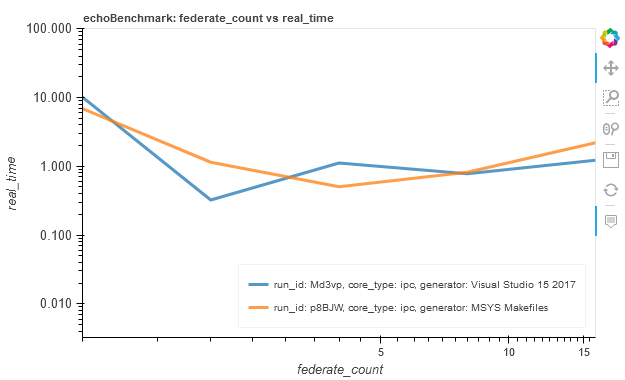 echoBenchmark: federate_count vs real_time
100.000
10.000
1.000
0.100
0.010
real_time
run_id: Md3vp, core_type: ipc, generator: Visual Studio 15 2017
run_id: p8BJW, core_type: ipc, generator: MSYS Makefiles
5
10
15
federate_count